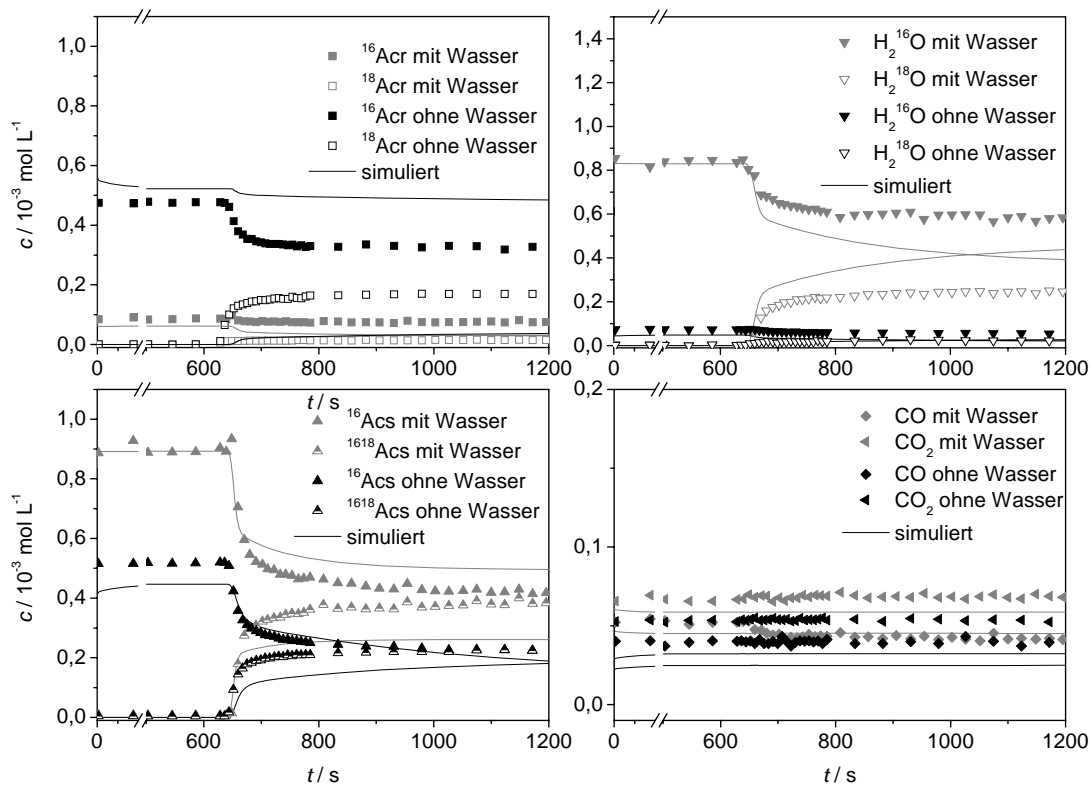 c / 10⁻³ mol L⁻¹
1,0
0,8
0,6
0,4
0,2
0,0
¹⁶Acr mit Wasser
¹⁸Acr mit Wasser
¹⁶Acr ohne Wasser
¹⁸Acr ohne Wasser
simuliert
0
600
800
1000
1200
t / s
1,4
1,2
1,0
0,8
0,6
0,4
0,2
0,0
H₂¹⁶O mit Wasser
H₂¹⁸O mit Wasser
H₂¹⁶O ohne Wasser
H₂¹⁸O ohne Wasser
simuliert
0
600
800
1000
1200
c / 10⁻³ mol L⁻¹
1,0
0,8
0,6
0,4
0,2
0,0
¹⁶Acs mit Wasser
¹⁶¹⁸Acs mit Wasser
¹⁶Acs ohne Wasser
¹⁶¹⁸Acs ohne Wasser
simuliert
0
600
800
1000
1200
t / s
0,2
0,1
0,0
CO mit Wasser
CO₂ mit Wasser
CO ohne Wasser
CO₂ ohne Wasser
simuliert
0
600
800
1000
1200
t / s